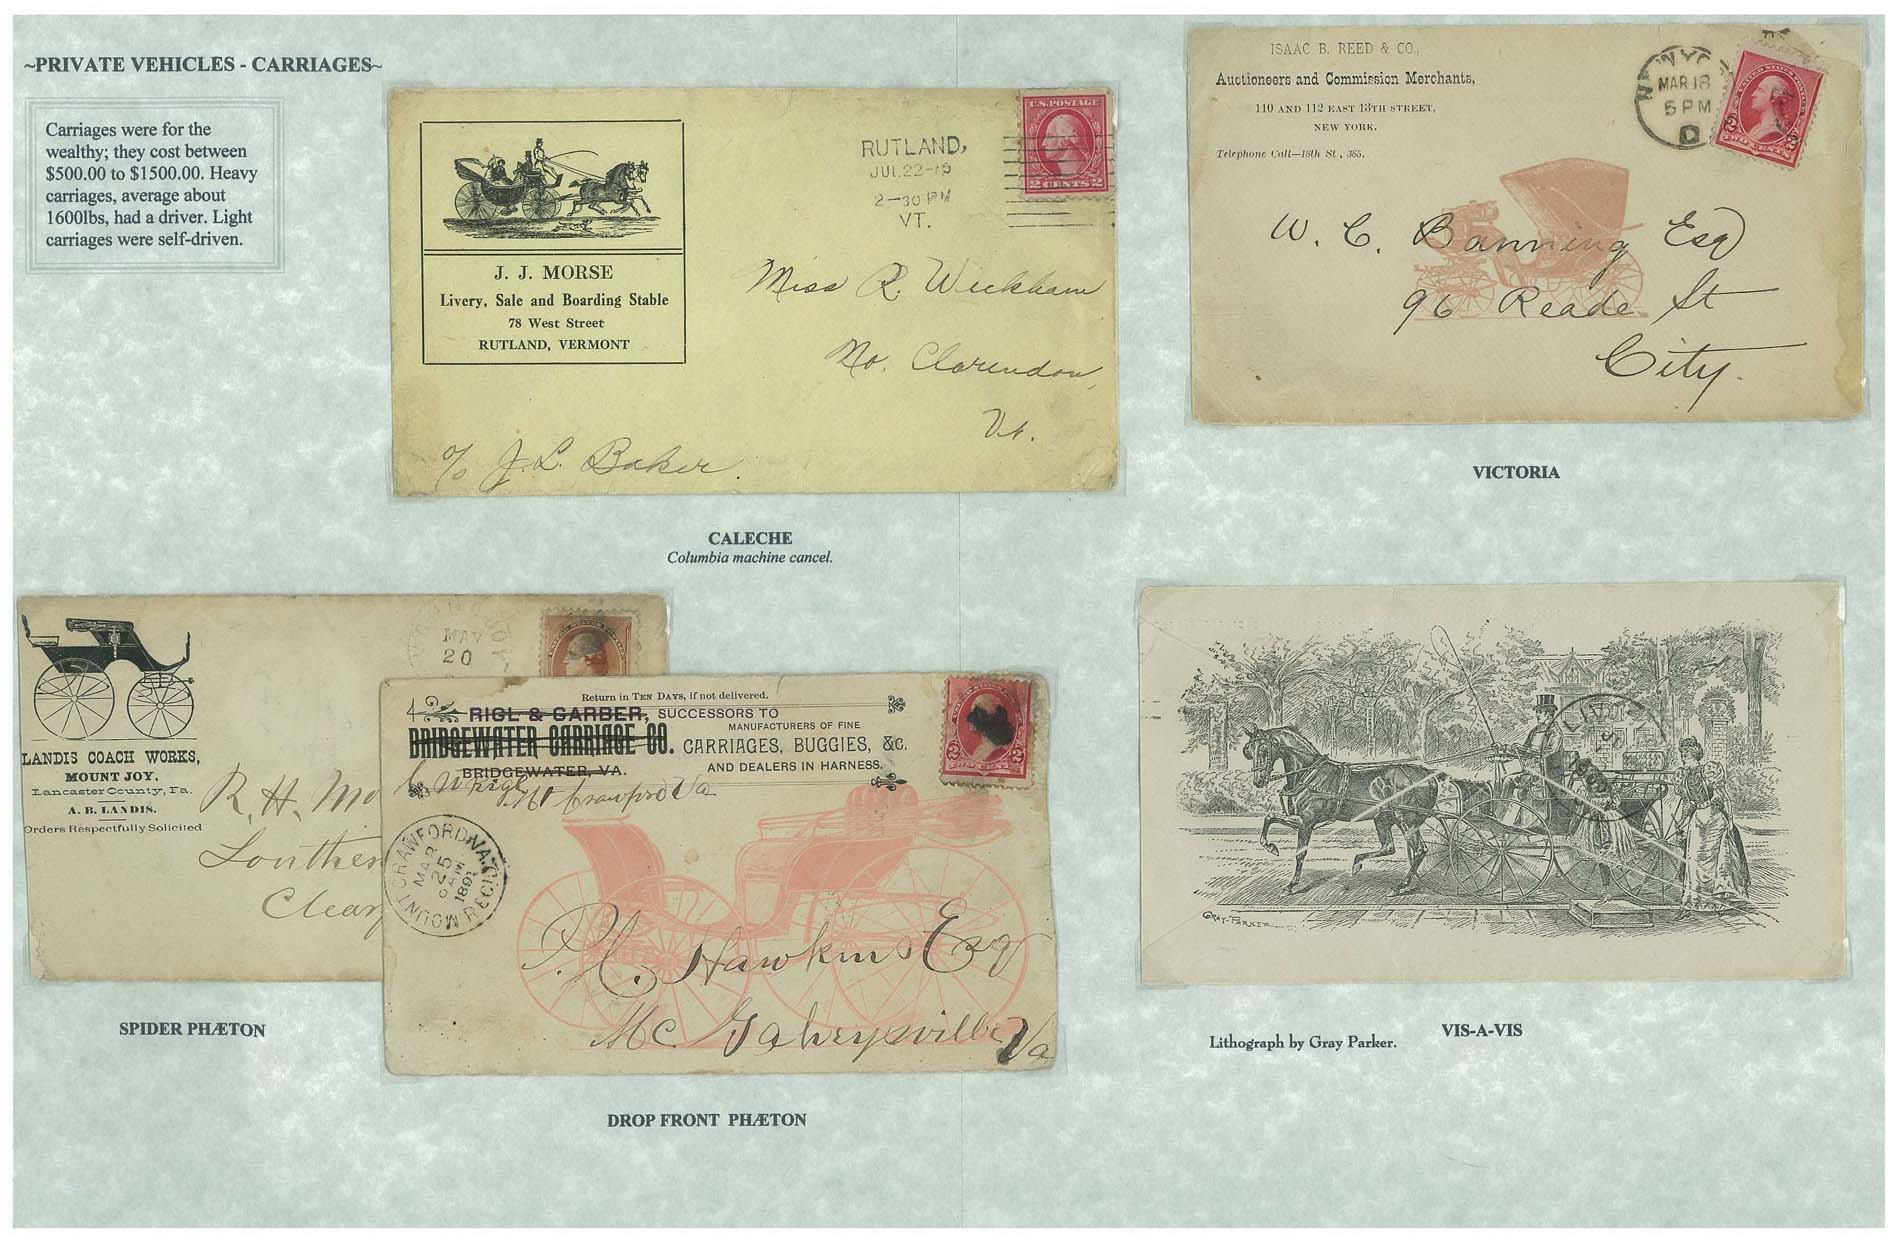 ~PRIVATE VEHICLES - CARRIAGES~
Carriages were for the
wealthy; they cost between
$500.00 to $1500.00. Heavy
carriages, average about
1600lbs, had a driver. Light
carriages were self-driven.
J. J. MORSE
Livery, Sale and Boarding Stable
78 West Street
RUTLAND, VERMONT
RUTLAND,
JUL 22
2-30 PM
VT.
U.S. POSTAGE
2 CENTS 2
Miss R. Wickham
No. Clarendon,
Vt.
c/o J. L. Baker
CALECHE
Columbia machine cancel.
ISAAC B. REED & CO.,
Auctioneers and Commission Merchants,
110 AND 112 EAST 13TH STREET,
NEW YORK.
Telephone Call—18th St., 385.
MAR 18
5 PM
D
TWO CENTS
W. C. Banning Esq
96 Reade St
City.
VICTORIA
LANDIS COACH WORKS,
MOUNT JOY,
Lancaster County, Pa.
A. B. LANDIS.
Orders Respectfully Solicited
MAY
20
R. H. Mo
Southern
Clear
SPIDER PHÆTON
Return in TEN DAYS, if not delivered.
RIGL & GARBER, SUCCESSORS TO
BRIDGEWATER CARRIAGE CO.
MANUFACTURERS OF FINE
CARRIAGES, BUGGIES, &C.
AND DEALERS IN HARNESS.
BRIDGEWATER, VA.
C W Rigl Mt Crawford Va
MOUNT CRAWFORD, VA. REC'D
MAR
25
9 AM
1891
P. H. Hawkins Esq
Mc Gaheysville Va
DROP FRONT PHÆTON
GRAY-PARKER
VIS-A-VIS
Lithograph by Gray Parker.